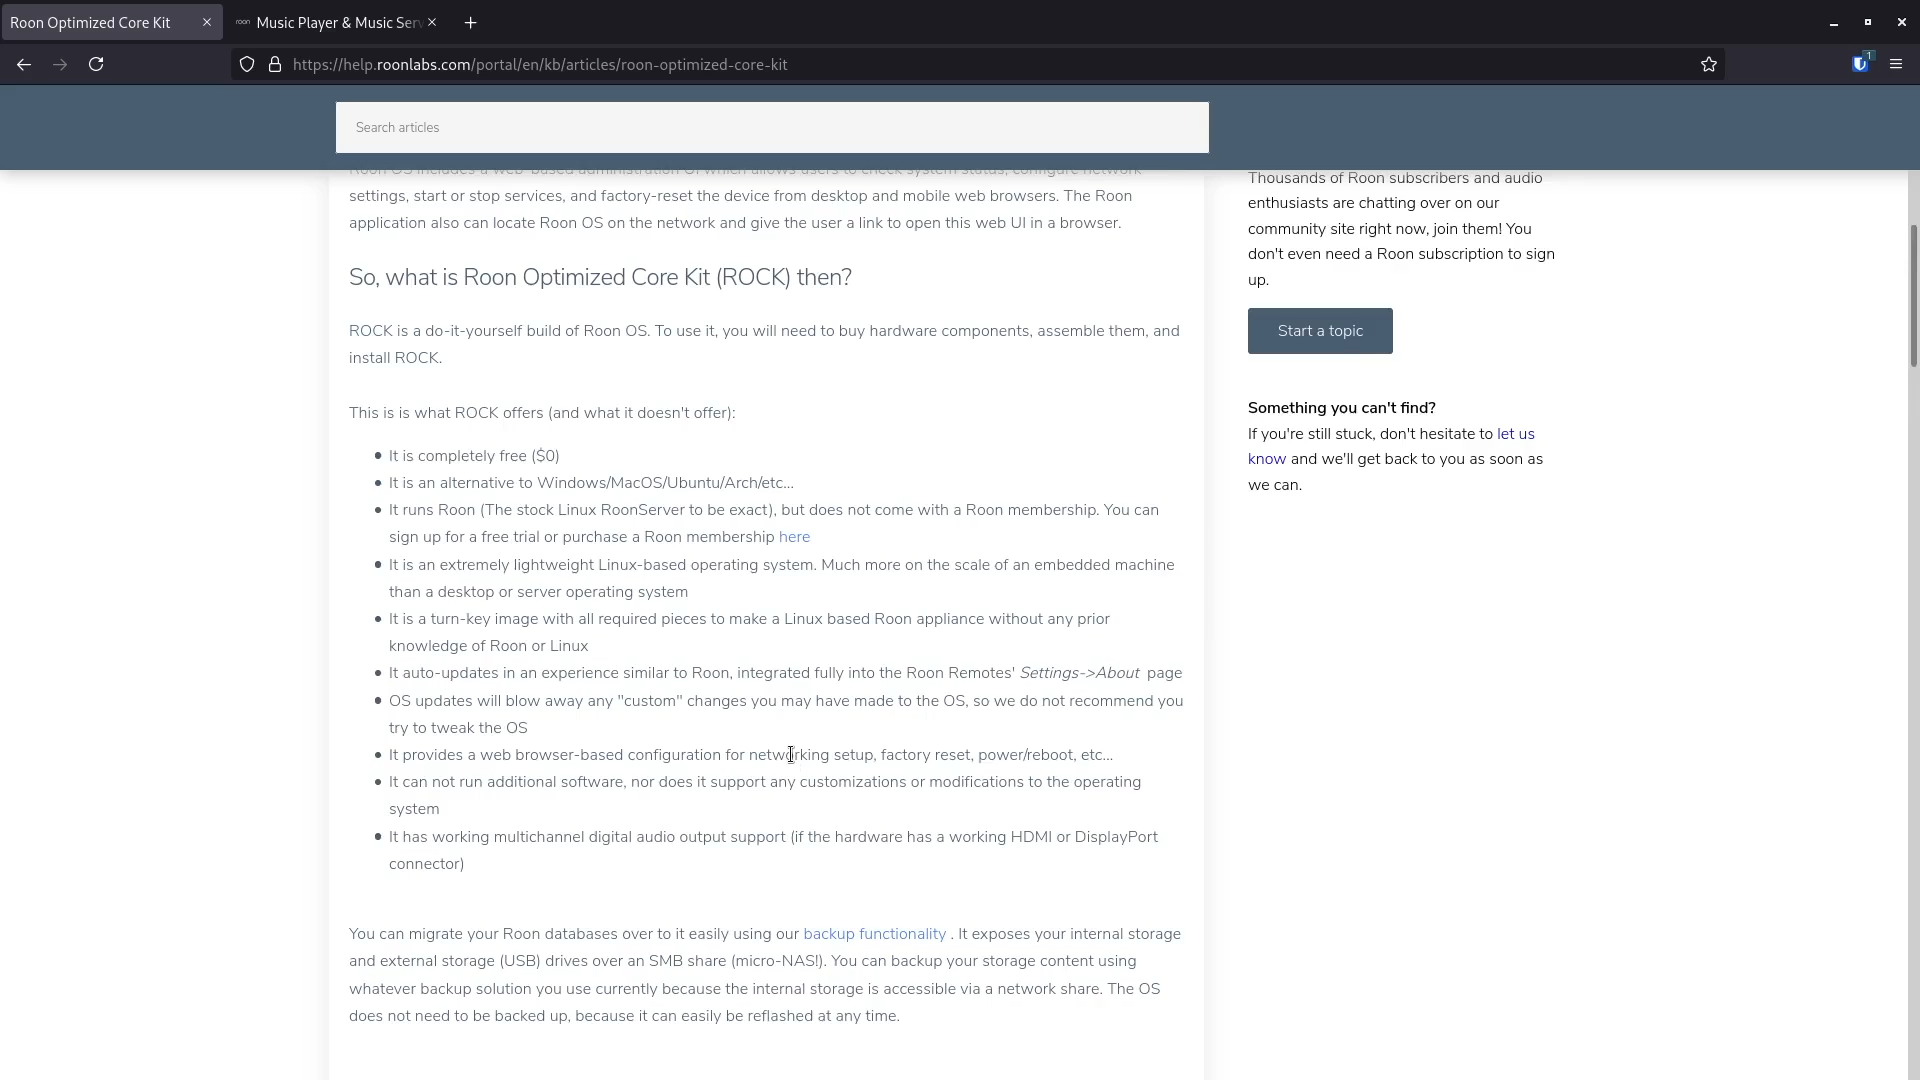 Roon Optimized Core Kit
roon Music Player & Music Ser
https://help.roonlabs.com/portal/en/kb/articles/roon-optimized-core-kit
1
Search articles
Roon OS includes a web-based administration UI which allows users to check system status, configure network
settings, start or stop services, and factory-reset the device from desktop and mobile web browsers. The Roon
application also can locate Roon OS on the network and give the user a link to open this web UI in a browser.
So, what is Roon Optimized Core Kit (ROCK) then?
ROCK is a do-it-yourself build of Roon OS. To use it, you will need to buy hardware components, assemble them, and
install ROCK.
This is is what ROCK offers (and what it doesn't offer):
It is completely free ($0)
It is an alternative to Windows/MacOS/Ubuntu/Arch/etc...
It runs Roon (The stock Linux RoonServer to be exact), but does not come with a Roon membership. You can
sign up for a free trial or purchase a Roon membership here
It is an extremely lightweight Linux-based operating system. Much more on the scale of an embedded machine
than a desktop or server operating system
It is a turn-key image with all required pieces to make a Linux based Roon appliance without any prior
knowledge of Roon or Linux
It auto-updates in an experience similar to Roon, integrated fully into the Roon Remotes' Settings->About page
OS updates will blow away any "custom" changes you may have made to the OS, so we do not recommend you
try to tweak the OS
It provides a web browser-based configuration for networking setup, factory reset, power/reboot, etc...
It can not run additional software, nor does it support any customizations or modifications to the operating
system
It has working multichannel digital audio output support (if the hardware has a working HDMI or DisplayPort
connector)
You can migrate your Roon databases over to it easily using our backup functionality . It exposes your internal storage
and external storage (USB) drives over an SMB share (micro-NAS!). You can backup your storage content using
whatever backup solution you use currently because the internal storage is accessible via a network share. The OS
does not need to be backed up, because it can easily be reflashed at any time.
Thousands of Roon subscribers and audio
enthusiasts are chatting over on our
community site right now, join them! You
don't even need a Roon subscription to sign
up.
Start a topic
Something you can't find?
If you're still stuck, don't hesitate to let us
know and we'll get back to you as soon as
we can.